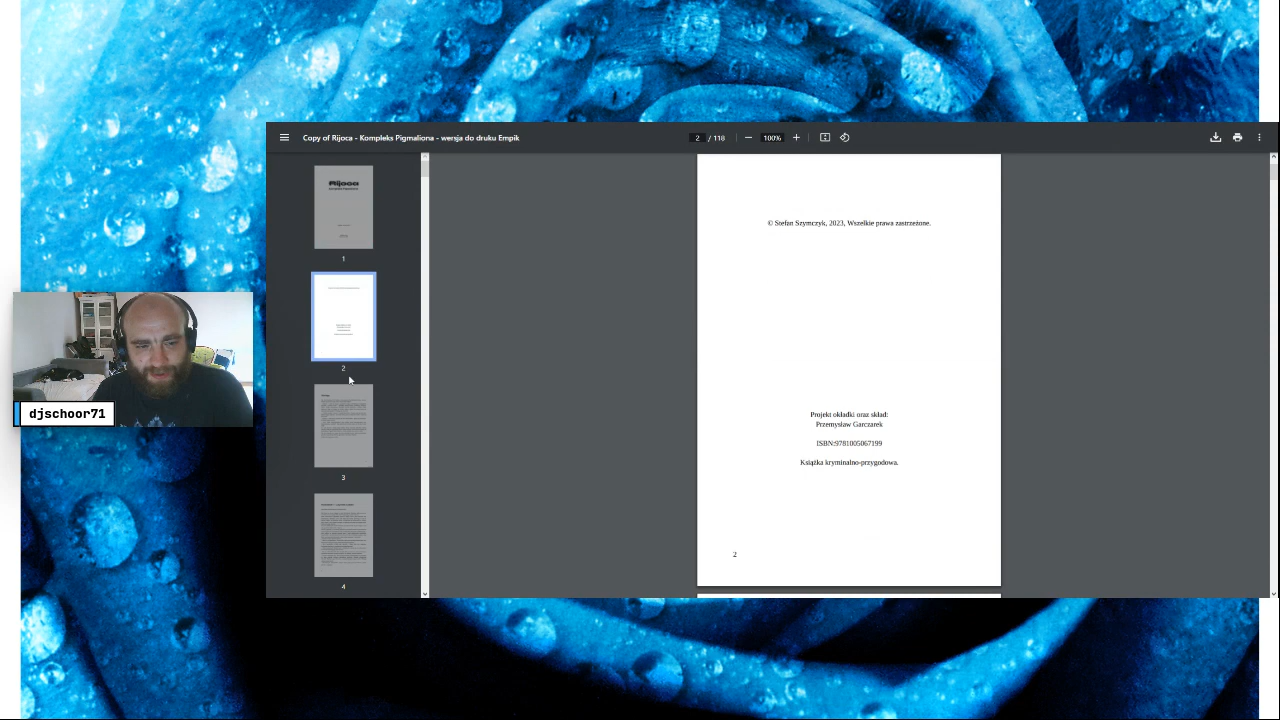 Copy of Rijoca - Kompleks Pigmaliona - wersja do druku Empik
2 / 118
100%
Rijoca
1
2
3
4
© Stefan Szymczyk, 2023, Wszelkie prawa zastrzeżone.
Projekt okładki oraz skład:
Przemysław Garczarek
ISBN:9781005067199
Książka kryminalno-przygodowa.
2
djschoor71